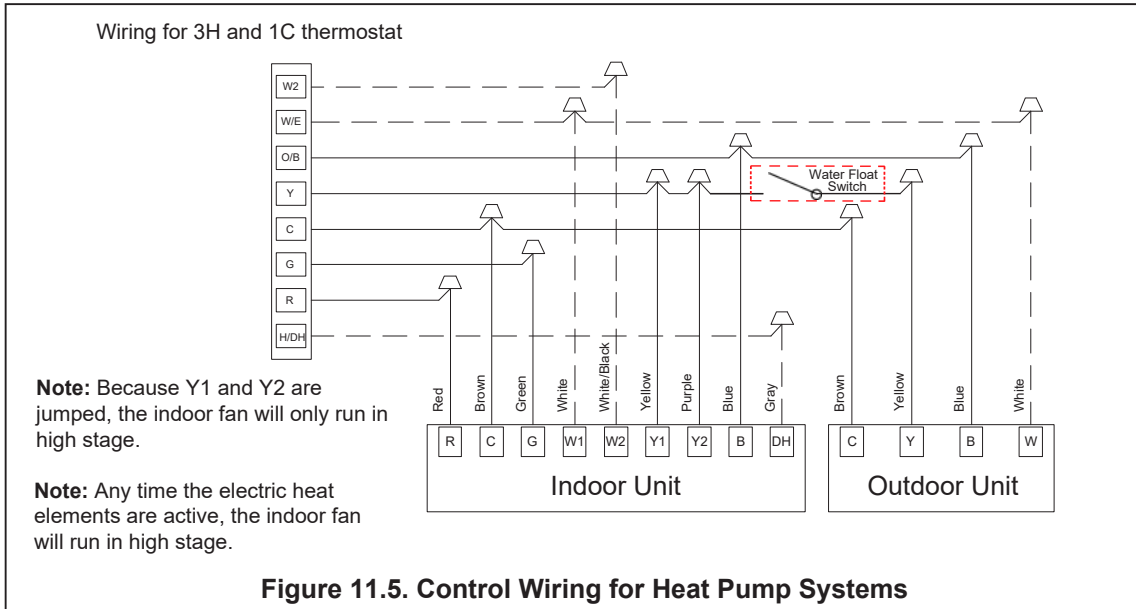 Wiring for 3H and 1C thermostat
W2
W/E
O/B
Y
C
G
R
H/DH
Water Float
Switch
Note: Because Y1 and Y2 are
jumped, the indoor fan will only run in
high stage.
Note: Any time the electric heat
elements are active, the indoor fan
will run in high stage.
Red
Brown
Green
White
White/Black
Yellow
Purple
Blue
Gray
Brown
Yellow
Blue
White
R C G W1 W2 Y1 Y2 B DH
Indoor Unit
C Y B W
Outdoor Unit
Figure 11.5. Control Wiring for Heat Pump Systems